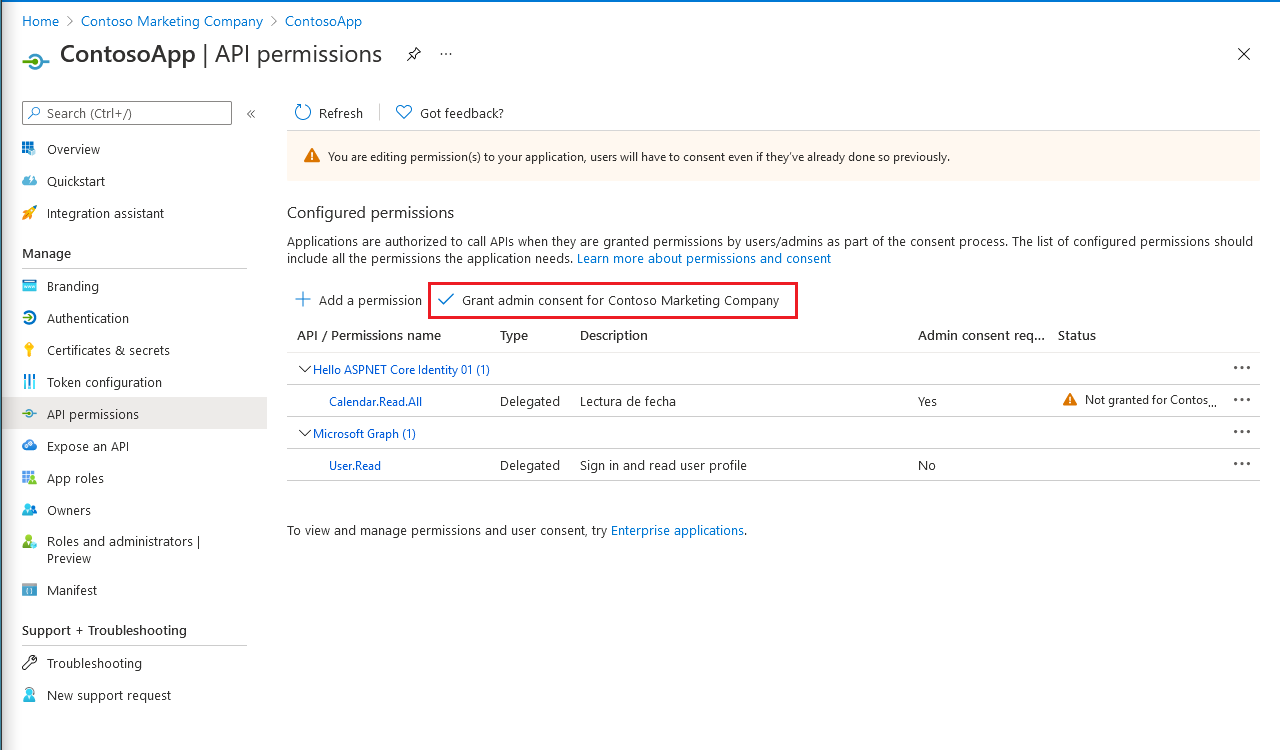 Home > Contoso Marketing Company > ContosoApp
ContosoApp | API permissions
Search (Ctrl+/)
Refresh
Got feedback?
Overview
Quickstart
Integration assistant
Manage
Branding
Authentication
Certificates & secrets
Token configuration
API permissions
Expose an API
App roles
Owners
Roles and administrators |
Preview
Manifest
Support + Troubleshooting
Troubleshooting
New support request
You are editing permission(s) to your application, users will have to consent even if they've already done so previously.
Configured permissions
Applications are authorized to call APIs when they are granted permissions by users/admins as part of the consent process. The list of configured permissions should
include all the permissions the application needs. Learn more about permissions and consent
Add a permission Grant admin consent for Contoso Marketing Company
API / Permissions name Type Description Admin consent req... Status
Hello ASPNET Core Identity 01 (1)
Calendar.Read.All Delegated Lectura de fecha Yes Not granted for Contos...
Microsoft Graph (1)
User.Read Delegated Sign in and read user profile No
To view and manage permissions and user consent, try Enterprise applications.